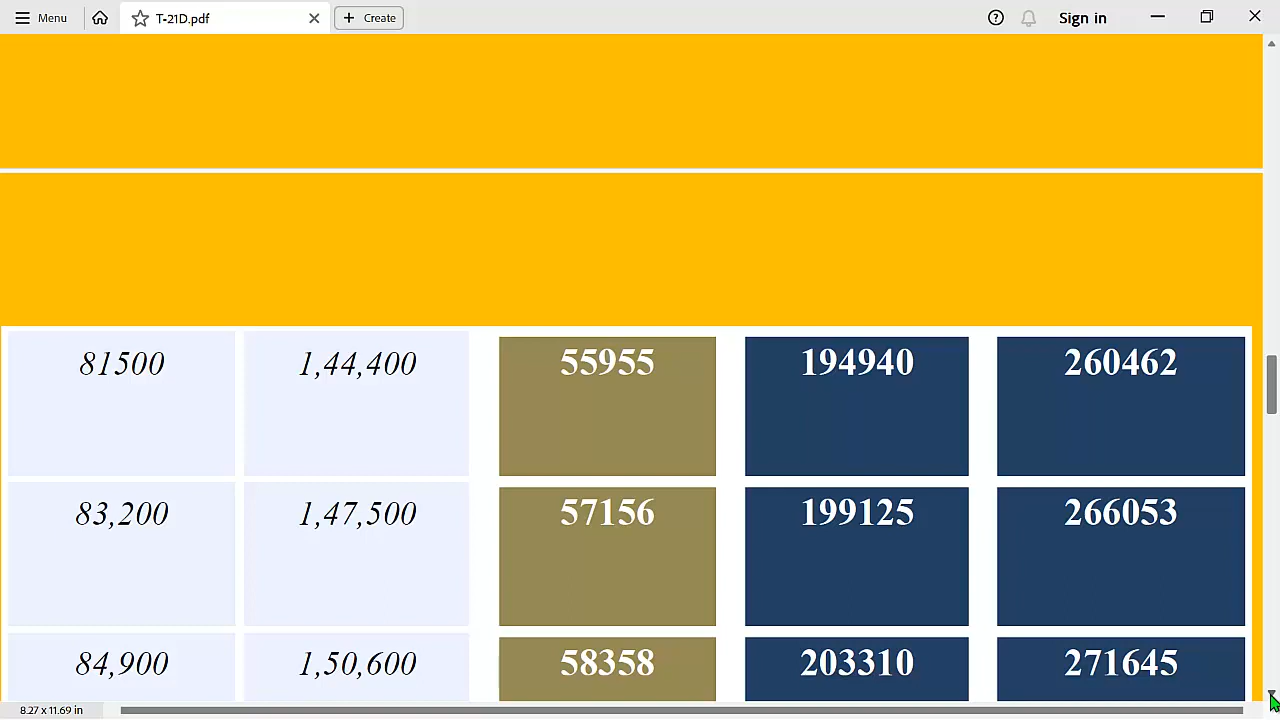 Menu T-21D.pdf Create Sign in
81500 1,44,400 55955 194940 260462
83,200 1,47,500 57156 199125 266053
84,900 1,50,600 58358 203310 271645
8.27 x 11.69 in